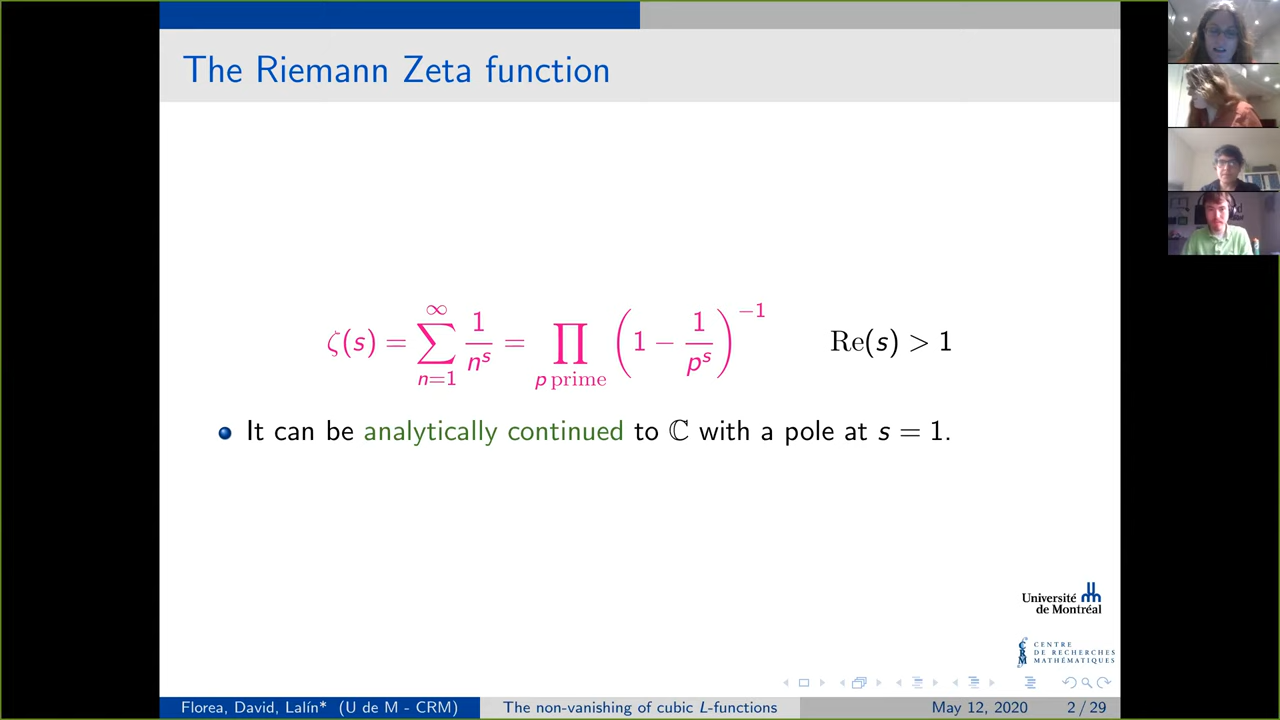 The Riemann Zeta function
ζ(s) = ∑_{n=1}^{∞} 1/n^s = ∏_{p prime} (1 − 1/p^s)^{−1}    Re(s) > 1
It can be analytically continued to ℂ with a pole at s = 1.
Université
de Montréal
CRM
CENTRE
DE RECHERCHES
MATHÉMATIQUES
Florea, David, Lalín* (U de M - CRM)
The non-vanishing of cubic L-functions
May 12, 2020
2 / 29